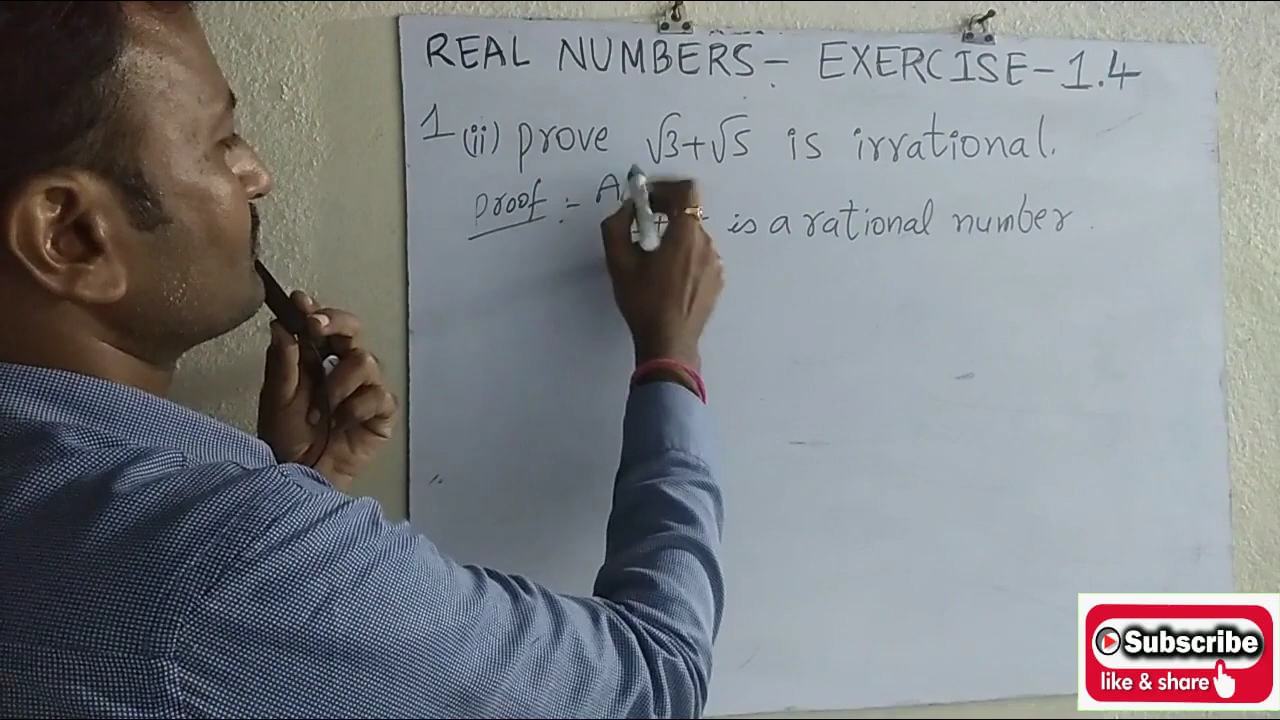 REAL NUMBERS - EXERCISE - 1.4
1 (ii) prove √3+√5 is irrational.
proof :-
is a rational number.
Subscribe
like & share